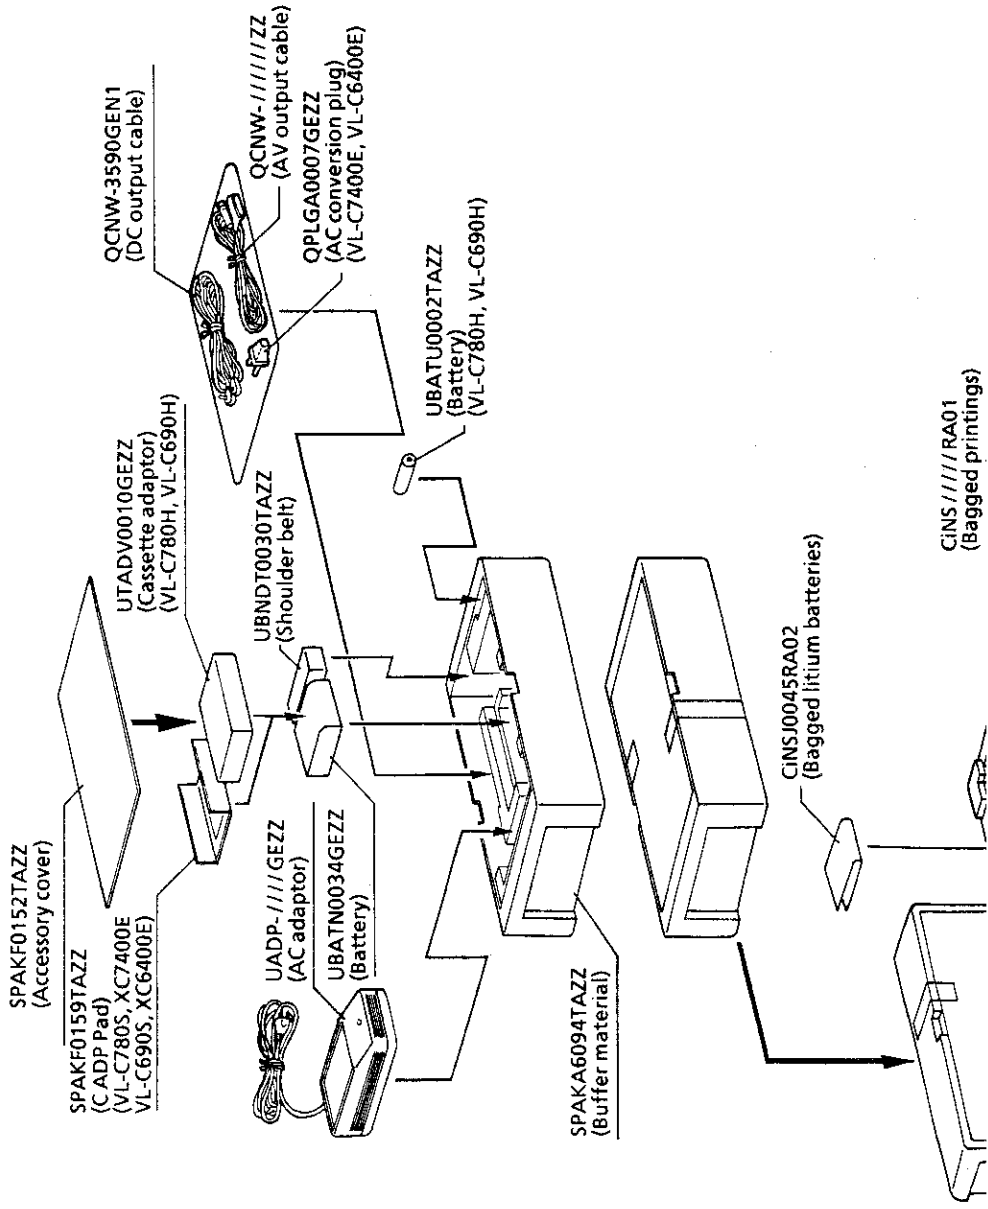 SPAKF0152TAZZ
(Accessory cover)
SPAKF0159TAZZ
(C ADP Pad)
(VL-C780S, XC7400E
VL-C690S, XC6400E)
UTADV0010GEZZ
(Cassette adaptor)
(VL-C780H, VL-C690H)
QCNW-3590GEN1
(DC output cable)
QCNW-//////ZZ
(AV output cable)
QPLGA0007GEZZ
(AC conversion plug)
(VL-C7400E, VL-C6400E)
UBNDT0030TAZZ
(Shoulder belt)
UADP-////GEZZ
(AC adaptor)
UBATN0034GEZZ
(Battery)
UBATU0002TAZZ
(Battery)
(VL-C780H, VL-C690H)
SPAKA6094TAZZ
(Buffer material)
CiNSJ0045RA02
(Bagged litium batteries)
CiNS/////RA01
(Bagged printings)